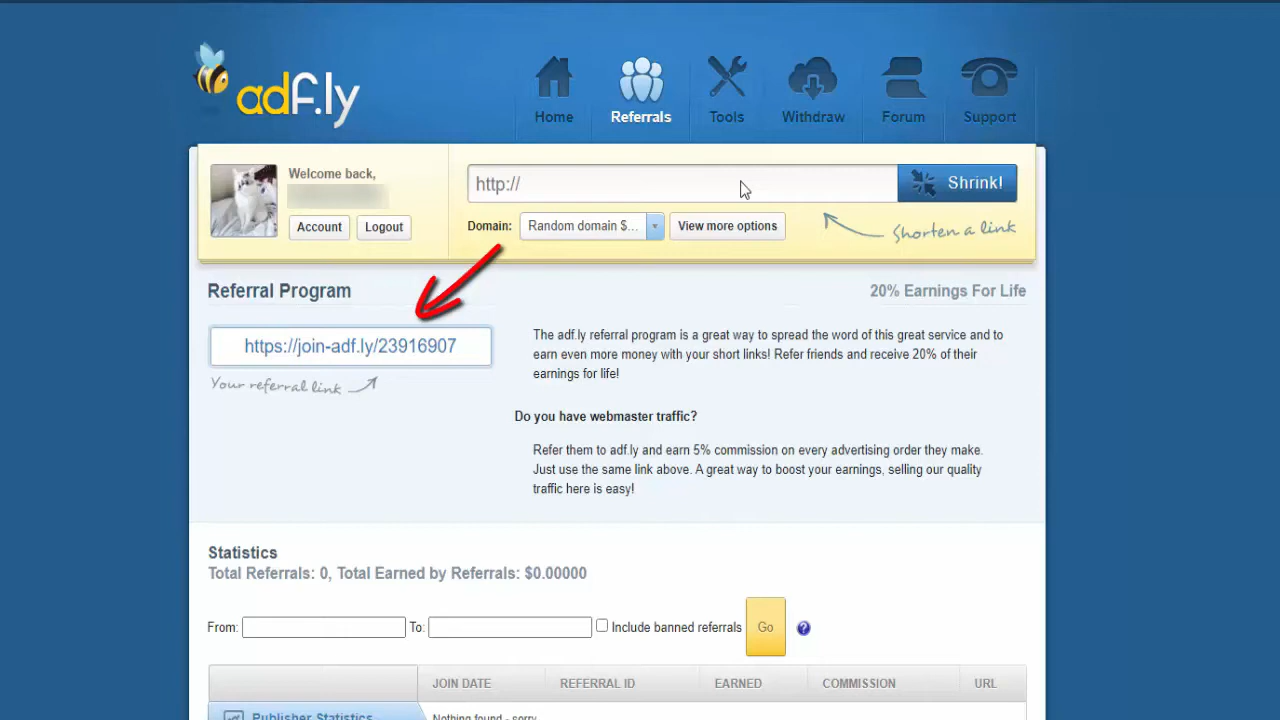 adf.ly
Home
Referrals
Tools
Withdraw
Forum
Support
Welcome back,
Account
Logout
http://
Shrink!
Domain:
Random domain $...
View more options
Shorten a link
Referral Program
20% Earnings For Life
https://join-adf.ly/23916907
Your referral link
The adf.ly referral program is a great way to spread the word of this great service and to
earn even more money with your short links! Refer friends and receive 20% of their
earnings for life!
Do you have webmaster traffic?
Refer them to adf.ly and earn 5% commission on every advertising order they make.
Just use the same link above. A great way to boost your earnings, selling our quality
traffic here is easy!
Statistics
Total Referrals: 0, Total Earned by Referrals: $0.00000
From:
To:
Include banned referrals
Go
?
JOIN DATE
REFERRAL ID
EARNED
COMMISSION
URL
Publisher Statistics
Nothing found - sorry